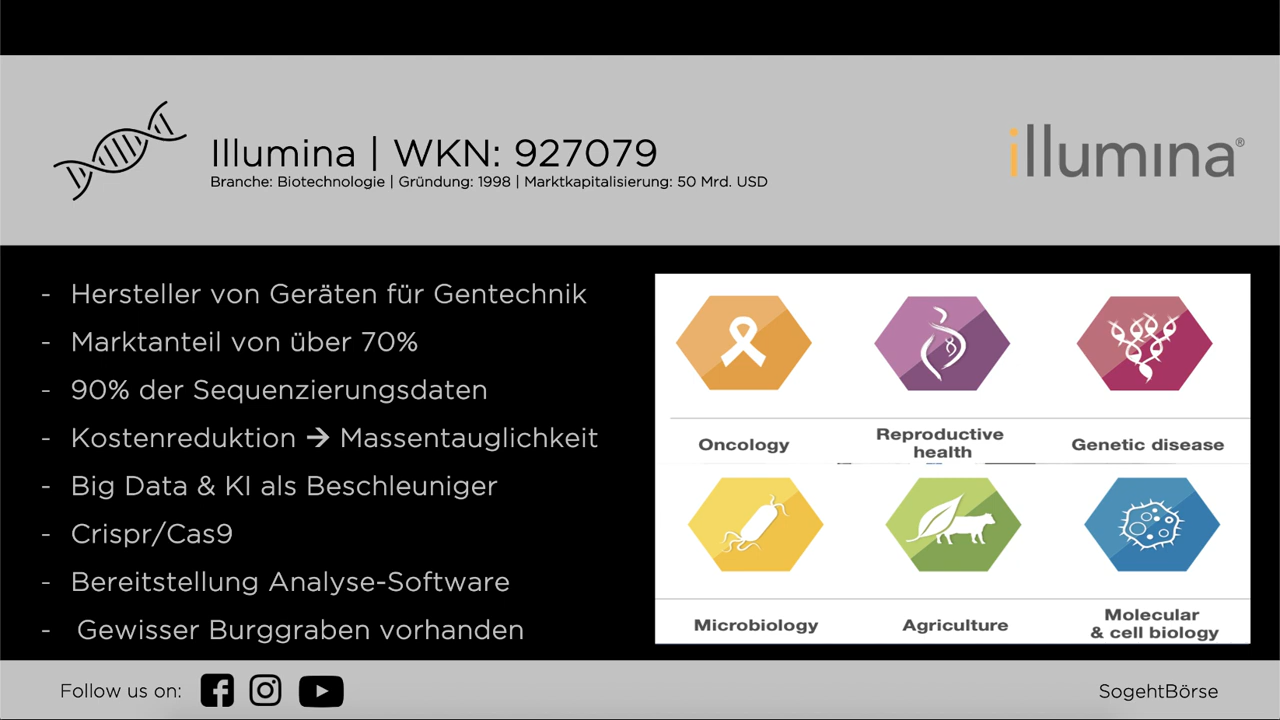 Illumina | WKN: 927079
Branche: Biotechnologie | Gründung: 1998 | Marktkapitalisierung: 50 Mrd. USD
illumina®
- Hersteller von Geräten für Gentechnik
- Marktanteil von über 70%
- 90% der Sequenzierungsdaten
- Kostenreduktion → Massentauglichkeit
- Big Data & KI als Beschleuniger
- Crispr/Cas9
- Bereitstellung Analyse-Software
- Gewisser Burggraben vorhanden
Oncology
Reproductive
health
Genetic disease
Microbiology
Agriculture
Molecular
& cell biology
Follow us on:
SogehtBörse